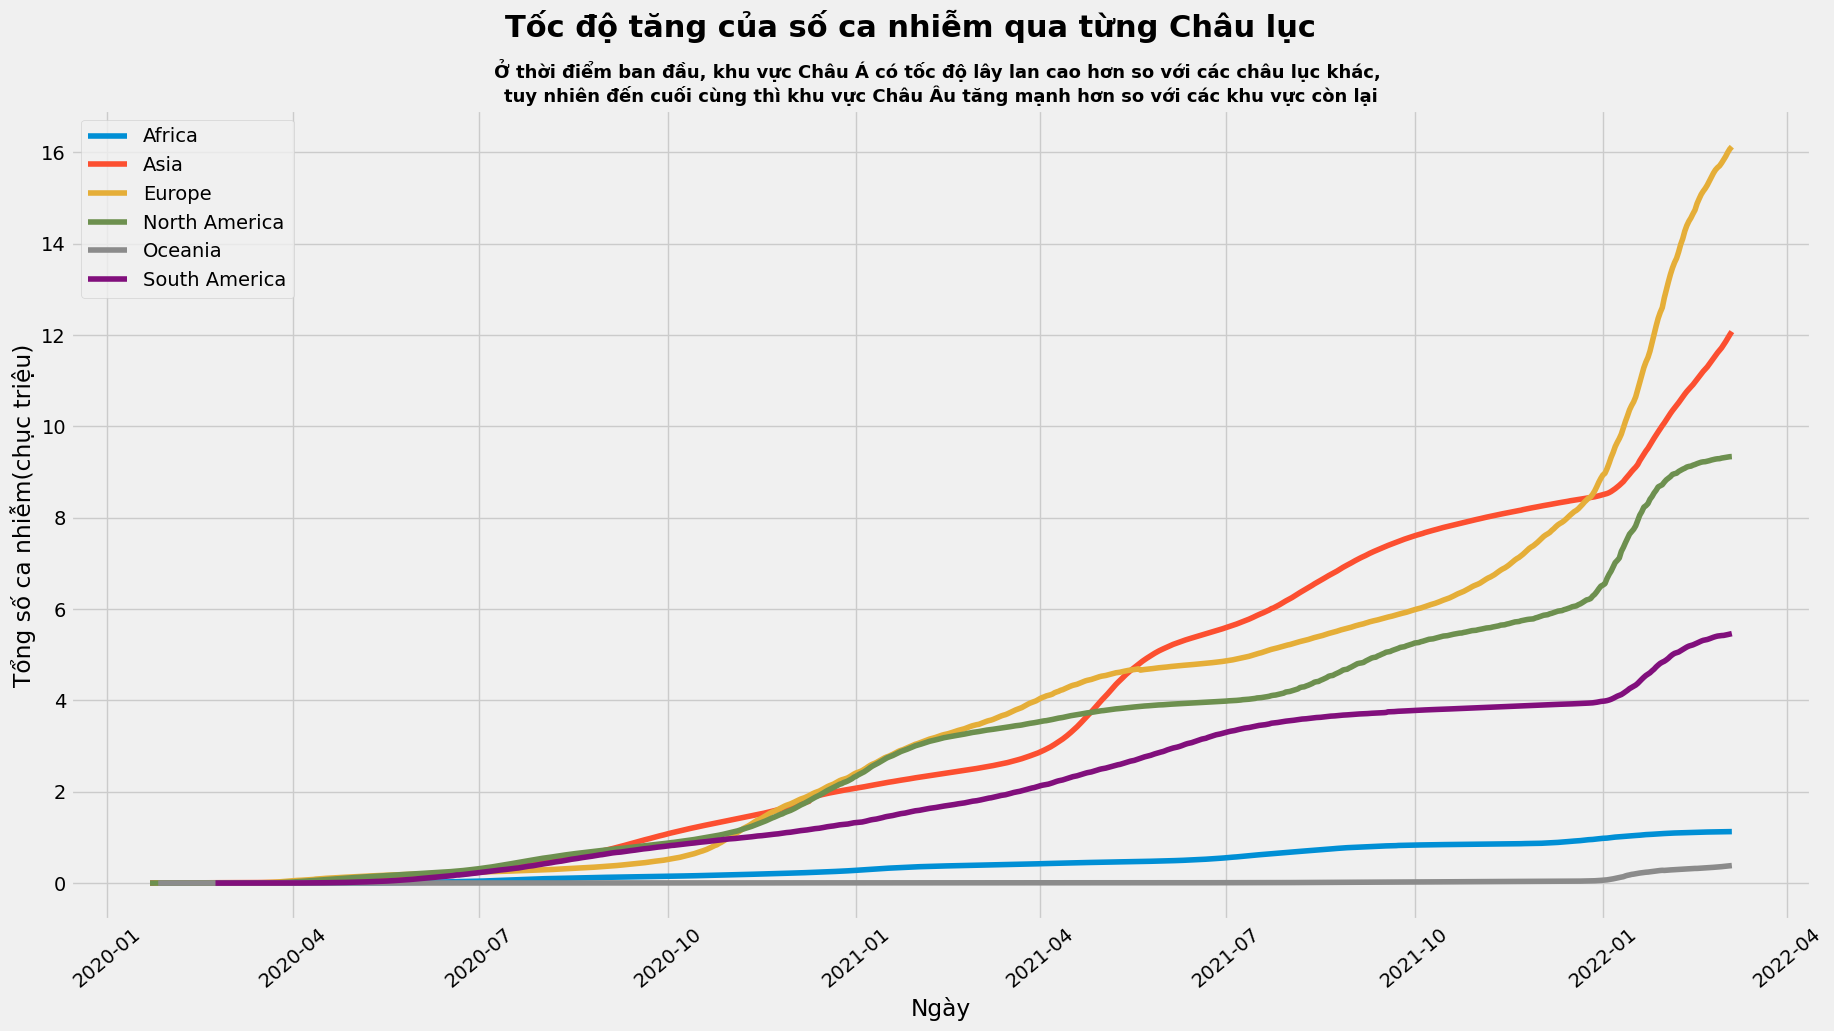 Tốc độ tăng của số ca nhiễm qua từng Châu lục
Ở thời điểm ban đầu, khu vực Châu Á có tốc độ lây lan cao hơn so với các châu lục khác,
tuy nhiên đến cuối cùng thì khu vực Châu Âu tăng mạnh hơn so với các khu vực còn lại
Africa
Asia
Europe
North America
Oceania
South America
Tổng số ca nhiễm(chục triệu)
16
14
12
10
8
6
4
2
0
2020-01
2020-04
2020-07
2020-10
2021-01
2021-04
2021-07
2021-10
2022-01
2022-04
Ngày